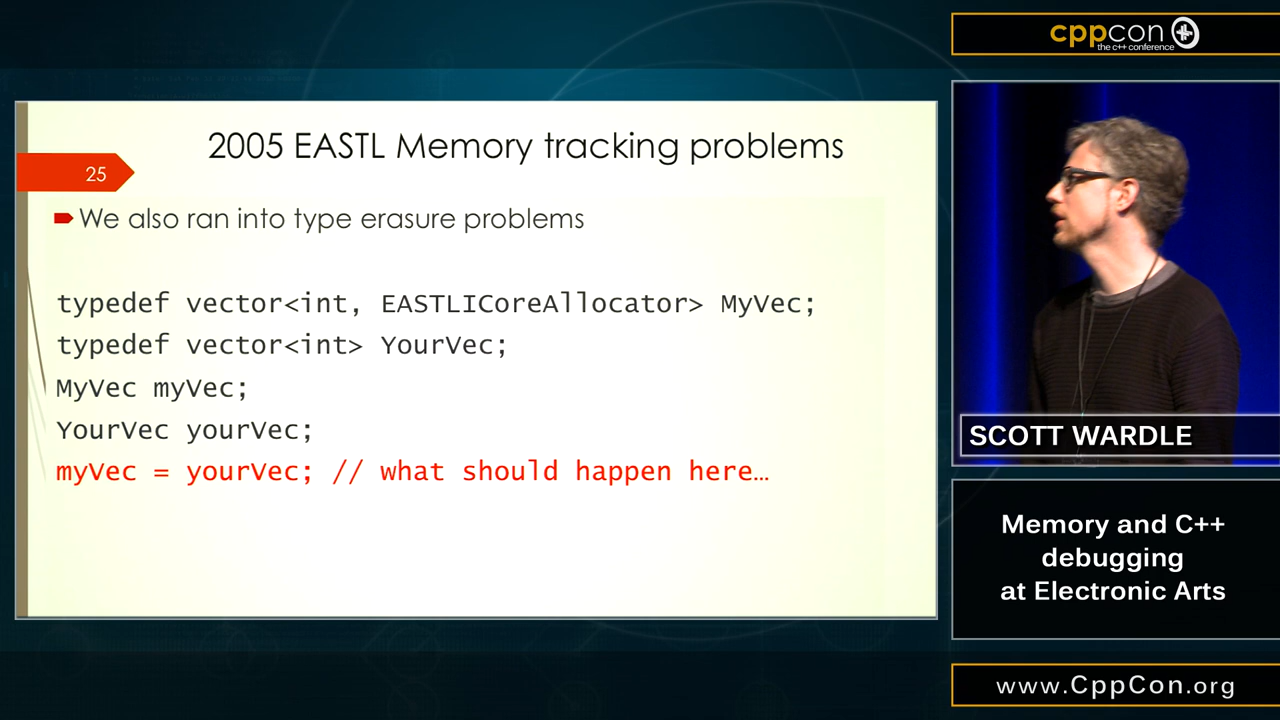 cppcon
the c++ conference
2005 EASTL Memory tracking problems
25
We also ran into type erasure problems
typedef vector<int, EASTLICoreAllocator> MyVec;
typedef vector<int> YourVec;
MyVec myVec;
YourVec yourVec;
myVec = yourVec; // what should happen here…
SCOTT WARDLE
Memory and C++
debugging
at Electronic Arts
www.CppCon.org